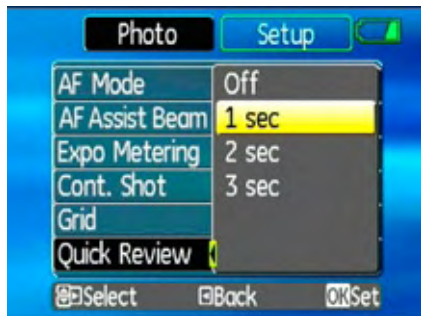 Photo Setup
AF Mode Off
AF Assist Beam 1 sec
Expo Metering 2 sec
Cont. Shot 3 sec
Grid
Quick Review
Select Back OK Set